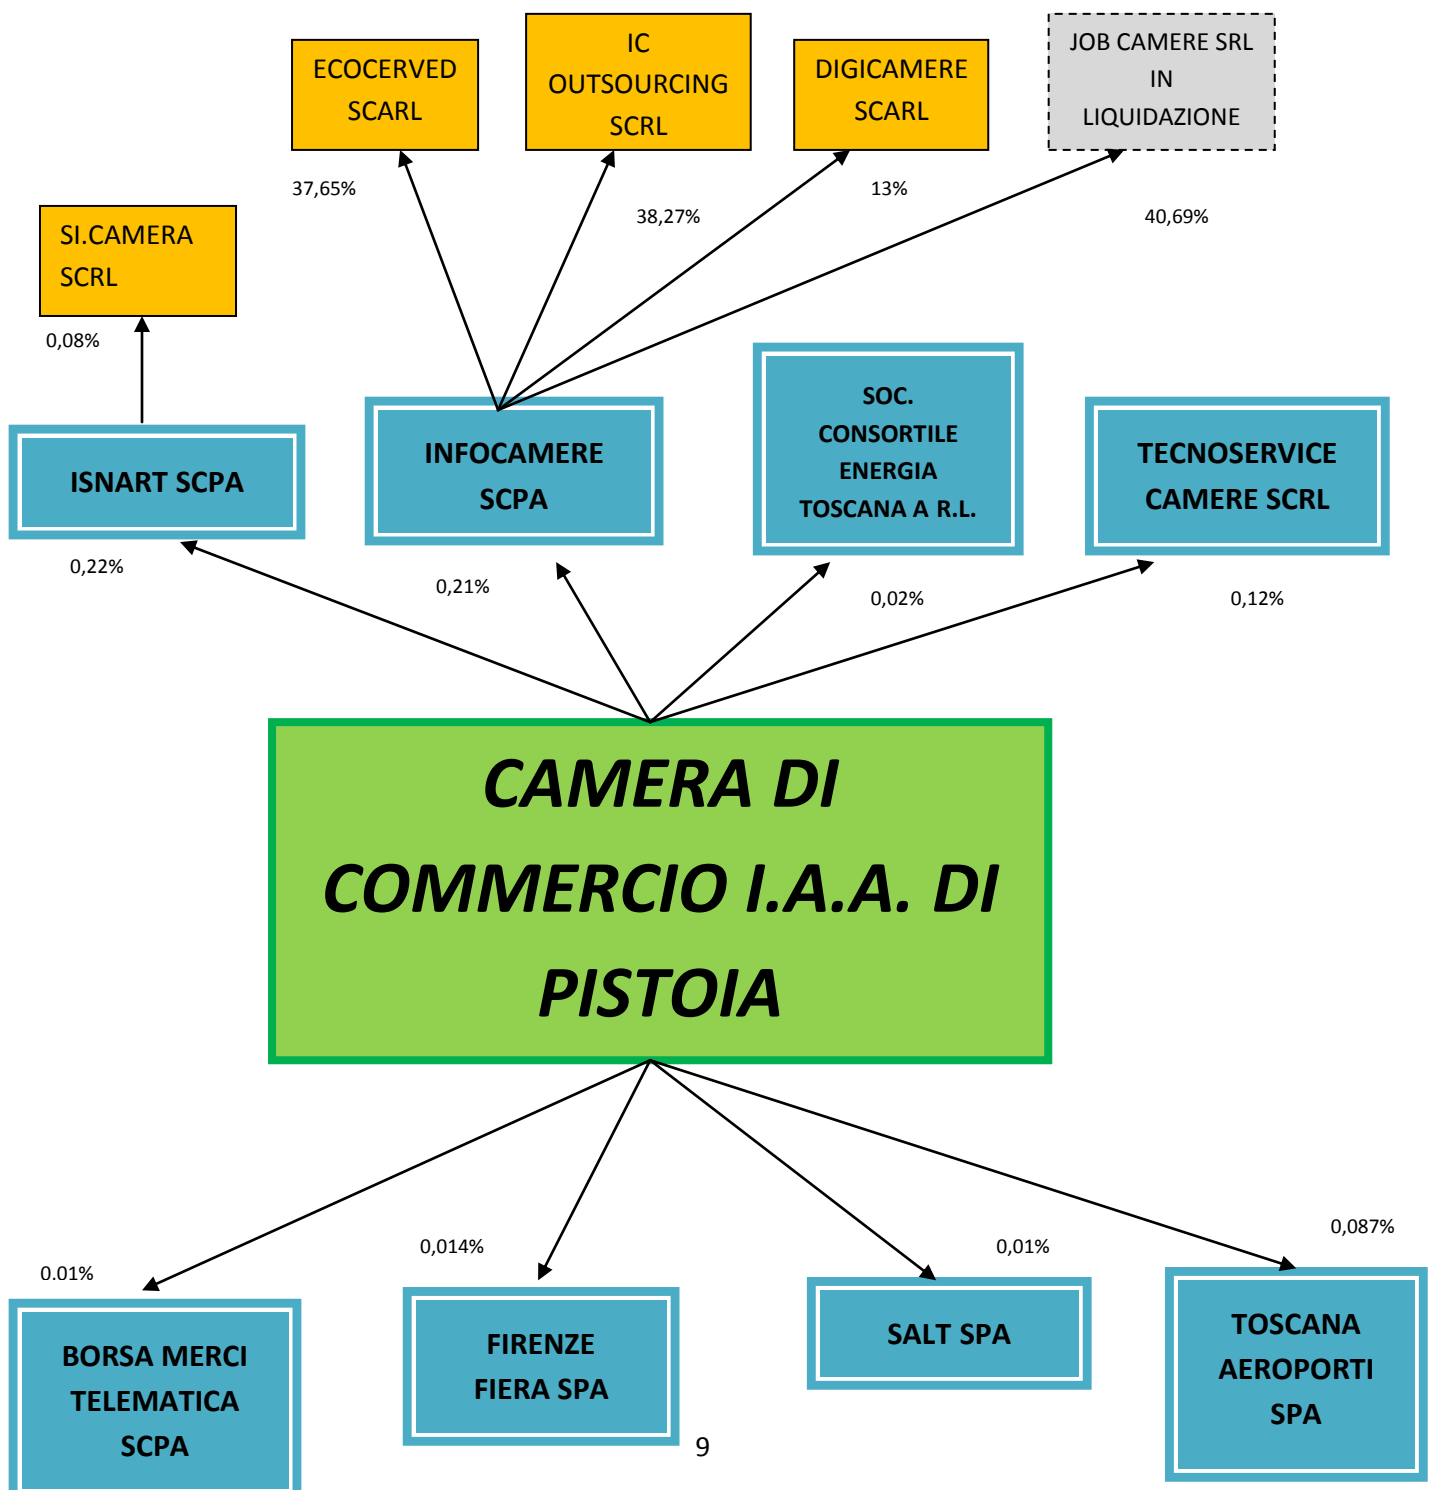 ECOCERVED
SCARL
IC
OUTSOURCING
SCRL
DIGICAMERE
SCARL
JOB CAMERE SRL
IN
LIQUIDAZIONE
37,65%
38,27%
13%
40,69%
SI.CAMERA
SCRL
0,08%
ISNART SCPA
INFOCAMERE
SCPA
SOC.
CONSORTILE
ENERGIA
TOSCANA A R.L.
TECNOSERVICE
CAMERE SCRL
0,22%
0,21%
0,02%
0,12%
CAMERA DI
COMMERCIO I.A.A. DI
PISTOIA
0.01%
0,014%
0,01%
0,087%
BORSA MERCI
TELEMATICA
SCPA
FIRENZE
FIERA SPA
SALT SPA
TOSCANA
AEROPORTI
SPA
9